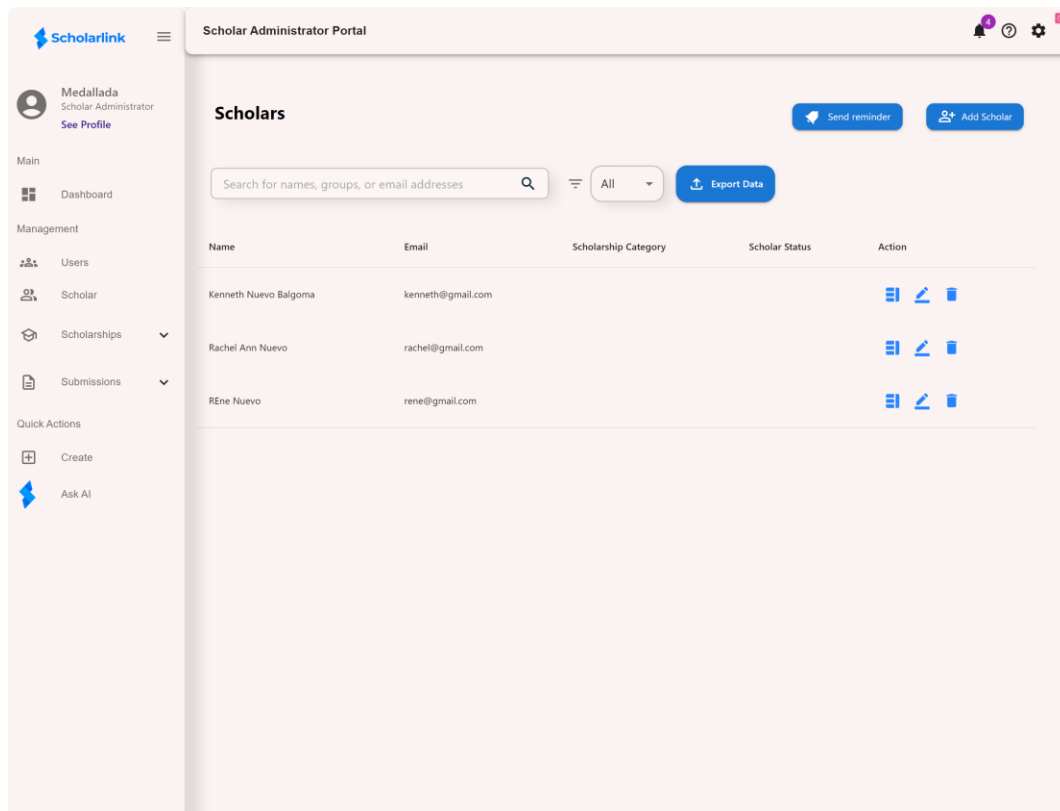 Scholarlink
Scholar Administrator Portal
4
Medallada
Scholar Administrator
See Profile
Main
Dashboard
Management
Users
Scholar
Scholarships
Submissions
Quick Actions
Create
Ask AI
Scholars
Send reminder
Add Scholar
Search for names, groups, or email addresses
All
Export Data
Name Email Scholarship Category Scholar Status Action
Kenneth Nuevo Balgoma kenneth@gmail.com
Rachel Ann Nuevo rachel@gmail.com
REne Nuevo rene@gmail.com